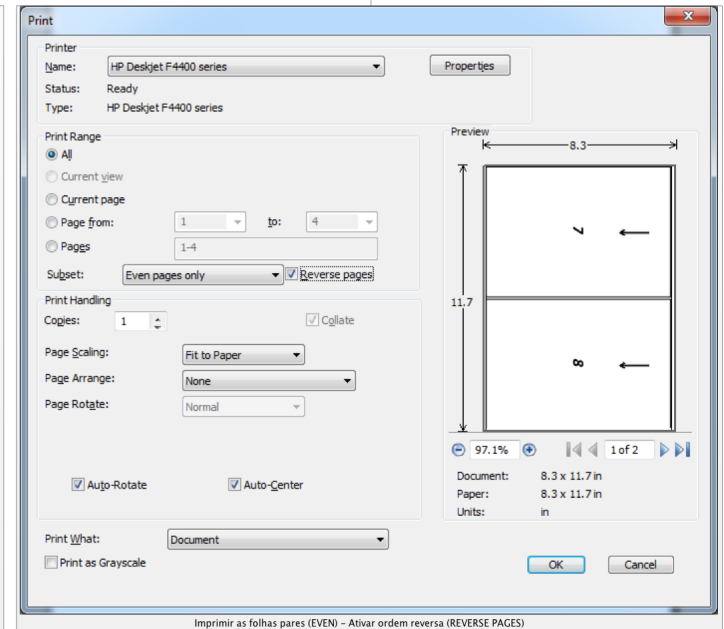 Print
Printer
Name: HP Deskjet F4400 series Properties
Status: Ready
Type: HP Deskjet F4400 series
Print Range
All
Current view
Current page
Page from: 1 to: 4
Pages 1-4
Subset: Even pages only Reverse pages
Print Handling
Copies: 1 Collate
Page Scaling: Fit to Paper
Page Arrange: None
Page Rotate: Normal
Auto-Rotate Auto-Center
Print What: Document
Print as Grayscale
Preview
8.3
11.7
7
8
97.1% 1 of 2
Document: 8.3 x 11.7 in
Paper: 8.3 x 11.7 in
Units: in
OK Cancel
Imprimir as folhas pares (EVEN) – Ativar ordem reversa (REVERSE PAGES)